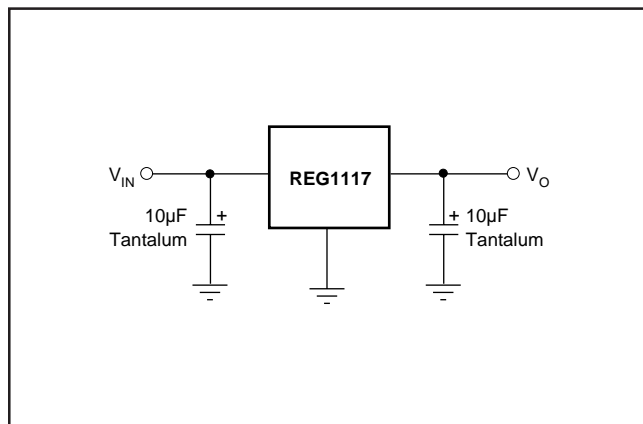 V_IN
REG1117
V_O
10µF
Tantalum
+
+
10µF
Tantalum